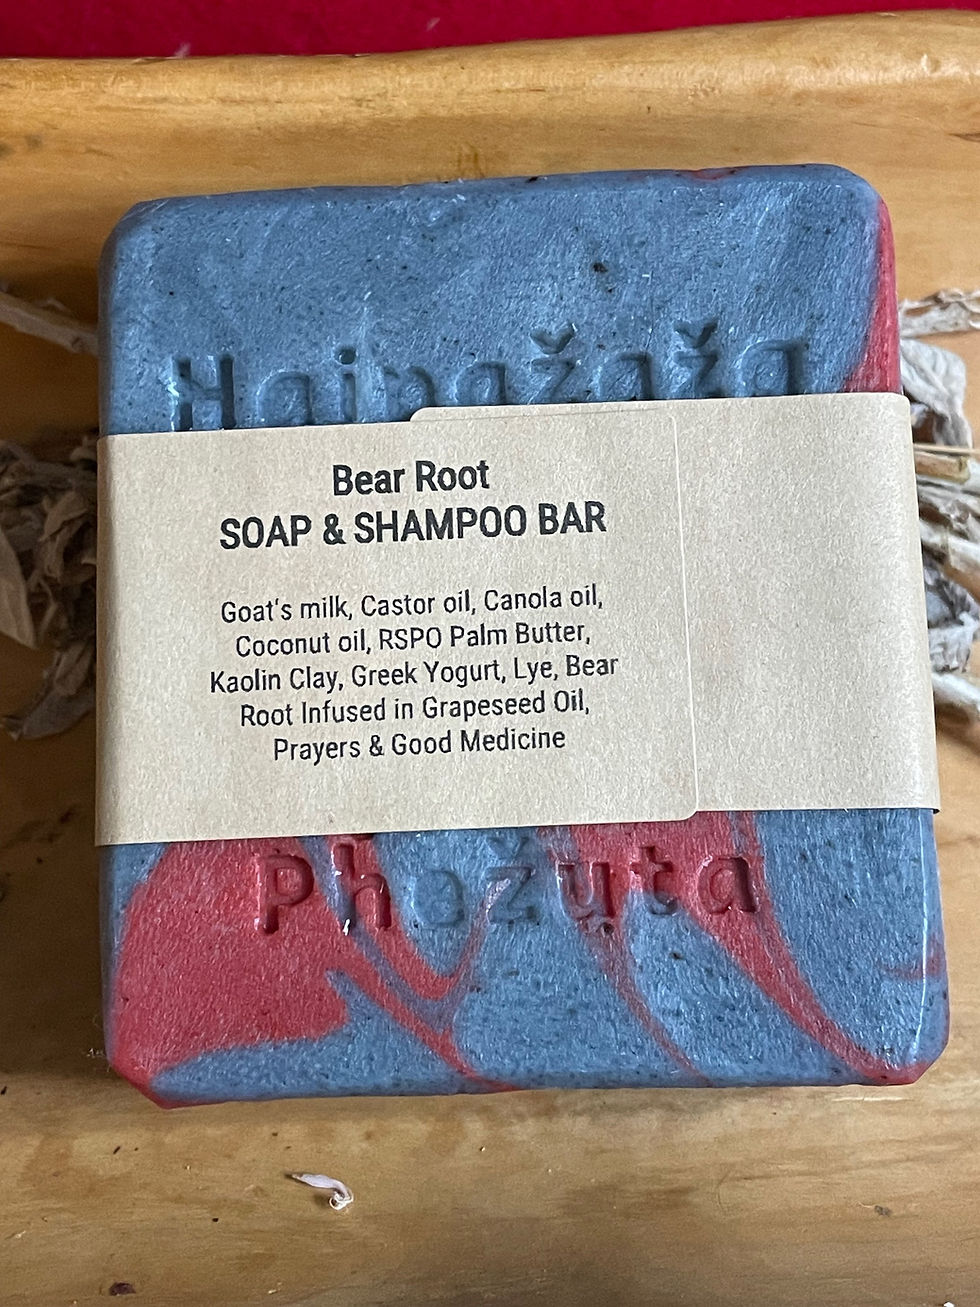 Haipažaža
Bear Root
SOAP & SHAMPOO BAR
Goat's milk, Castor oil, Canola oil,
Coconut oil, RSPO Palm Butter,
Kaolin Clay, Greek Yogurt, Lye, Bear
Root Infused in Grapeseed Oil,
Prayers & Good Medicine
Phežụta